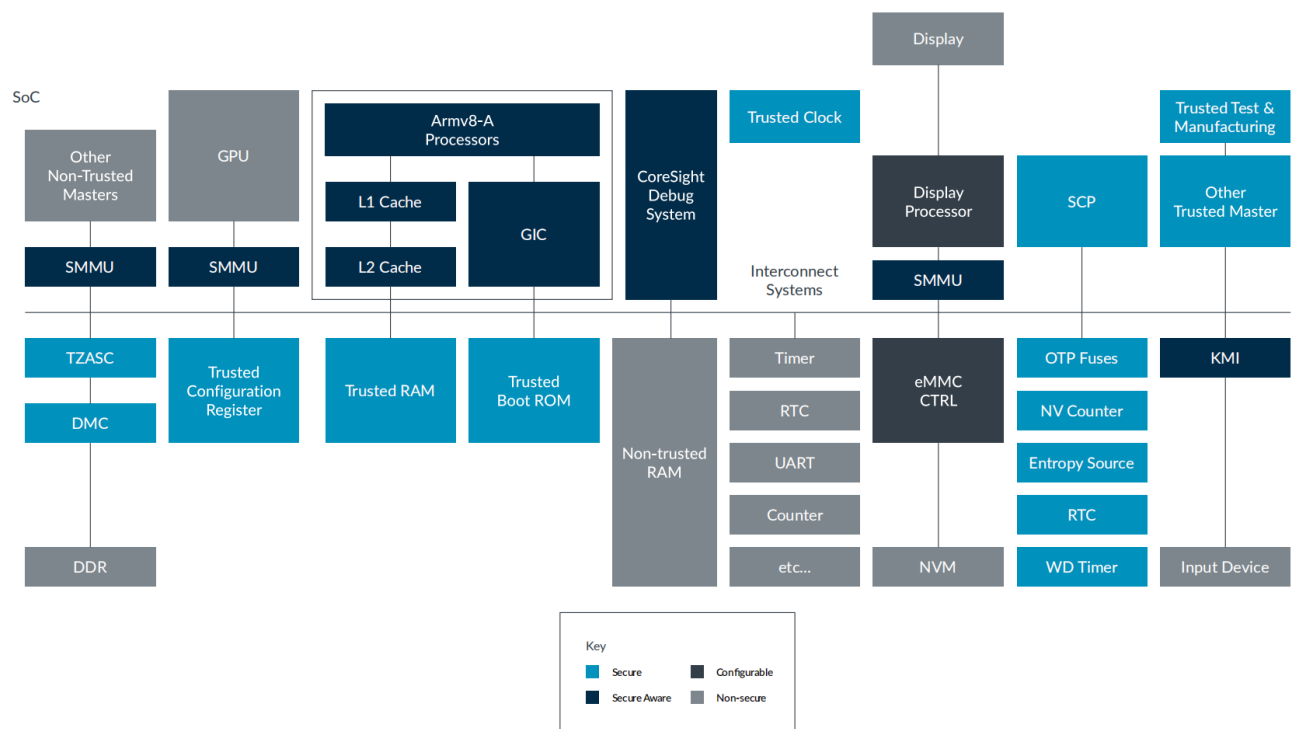 Display
SoC
Other
Non-Trusted
Masters
GPU
Armv8-A
Processors
L1 Cache
L2 Cache
GIC
CoreSight
Debug
System
Trusted Clock
Interconnect
Systems
Display
Processor
SMMU
SCP
Trusted Test &
Manufacturing
Other
Trusted Master
SMMU
SMMU
TZASC
DMC
DDR
Trusted
Configuration
Register
Trusted RAM
Trusted
Boot ROM
Non-trusted
RAM
Timer
RTC
UART
Counter
etc...
eMMC
CTRL
NVM
OTP Fuses
NV Counter
Entropy Source
RTC
WD Timer
KMI
Input Device
Key
Secure
Configurable
Secure Aware
Non-secure